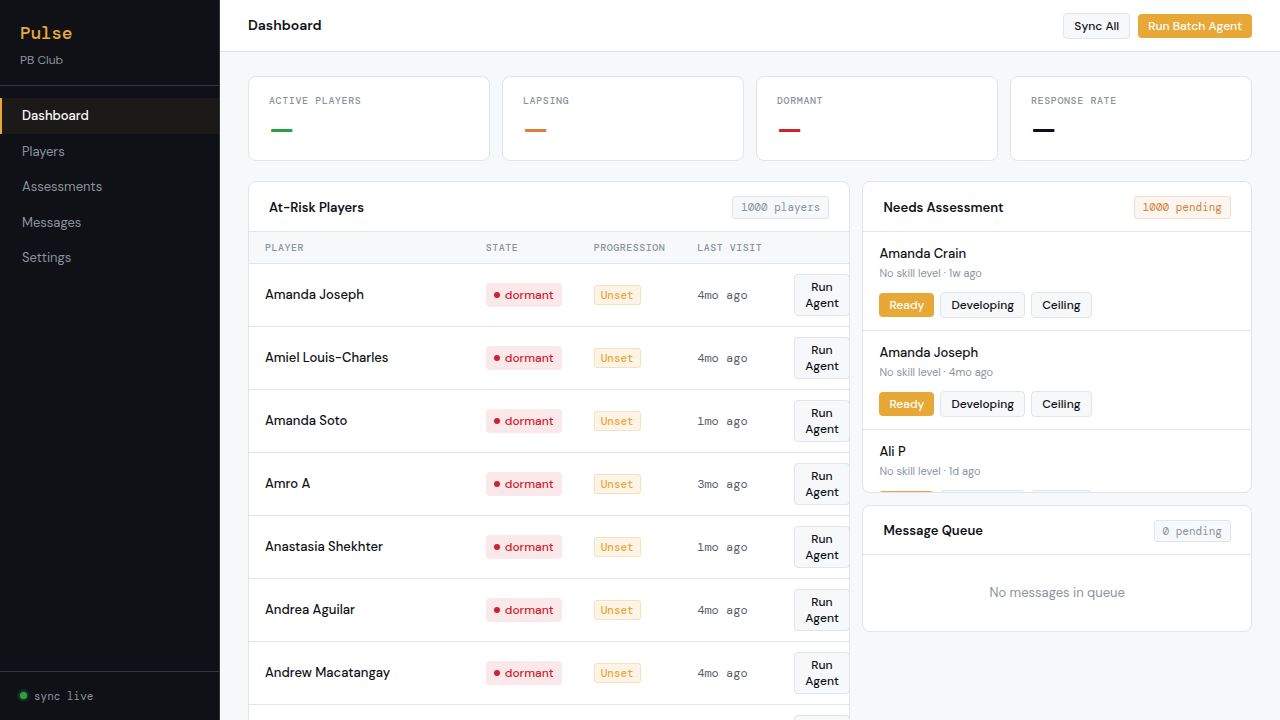 Pulse
PB Club
Dashboard
Players
Assessments
Messages
Settings
sync live
Dashboard
Sync All
Run Batch Agent
ACTIVE PLAYERS
—
LAPSING
—
DORMANT
—
RESPONSE RATE
—
At-Risk Players
1000 players
PLAYER STATE PROGRESSION LAST VISIT
Amanda Joseph dormant Unset 4mo ago Run
Agent
Amiel Louis-Charles dormant Unset 4mo ago Run
Agent
Amanda Soto dormant Unset 1mo ago Run
Agent
Amro A dormant Unset 3mo ago Run
Agent
Anastasia Shekhter dormant Unset 1mo ago Run
Agent
Andrea Aguilar dormant Unset 4mo ago Run
Agent
Andrew Macatangay dormant Unset 4mo ago Run
Agent
Needs Assessment
1000 pending
Amanda Crain
No skill level · 1w ago
Ready Developing Ceiling
Amanda Joseph
No skill level · 4mo ago
Ready Developing Ceiling
Ali P
No skill level · 1d ago
Message Queue
0 pending
No messages in queue